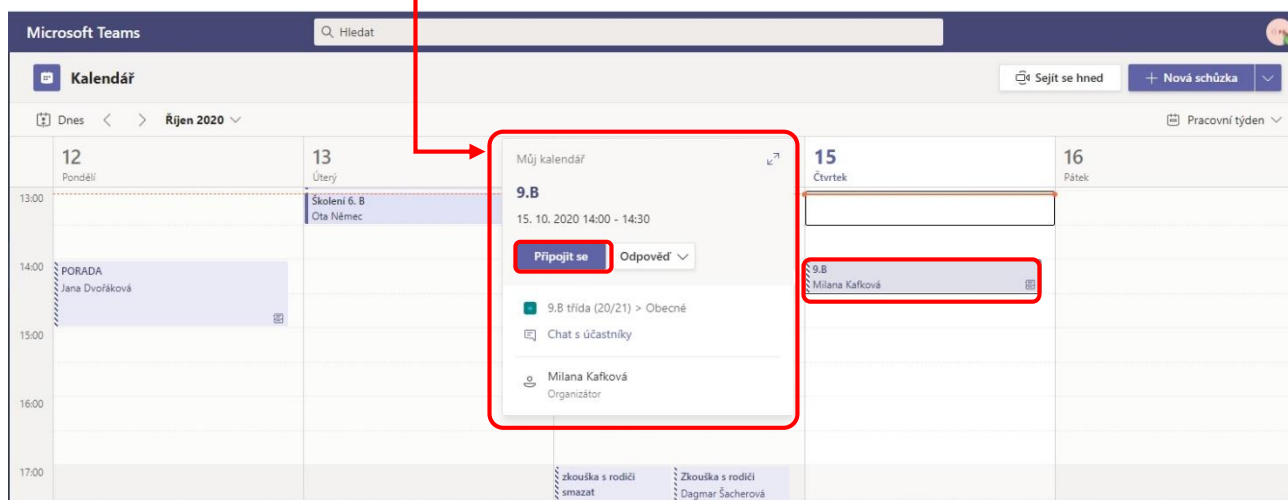 Microsoft Teams
Hledat
Kalendář
Sejít se hned
+ Nová schůzka
Dnes
Říjen 2020
Pracovní týden
12
Pondělí
13
Úterý
15
Čtvrtek
16
Pátek
13:00
14:00
15:00
16:00
17:00
PORADA
Jana Dvořáková
Školení 6. B
Ota Němec
Můj kalendář
9.B
15. 10. 2020 14:00 - 14:30
Připojit se
Odpověď
9.B třída (20/21) > Obecné
Chat s účastníky
Milana Kafková
Organizátor
zkouška s rodiči
smazat
Zkouška s rodiči
Dagmar Šacherová
9.B
Milana Kafková